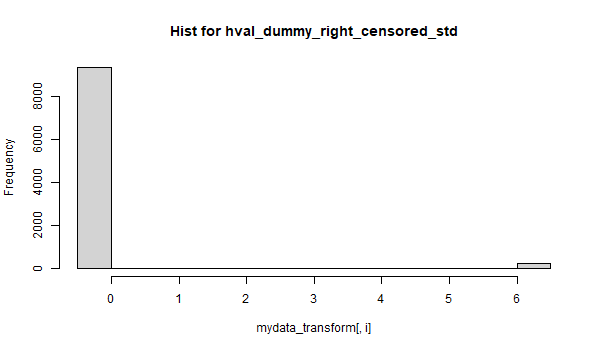 Hist for hval_dummy_right_censored_std
Frequency
8000
6000
4000
2000
0
0 1 2 3 4 5 6
mydata_transform[, i]